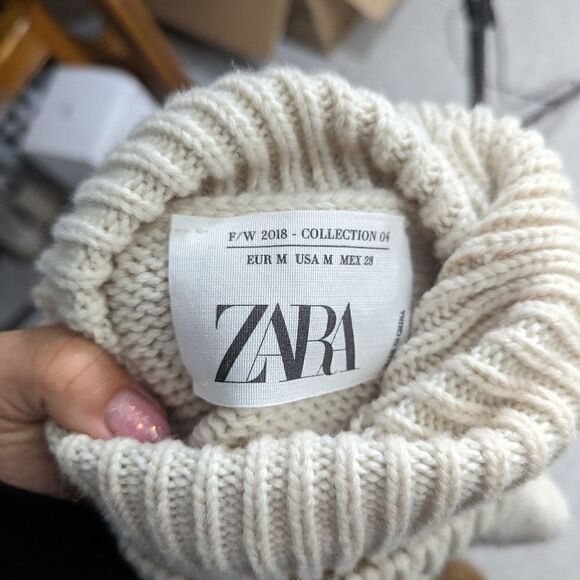 F/W 2018 - COLLECTION 04
EUR M USA M MEX 28
ZARA